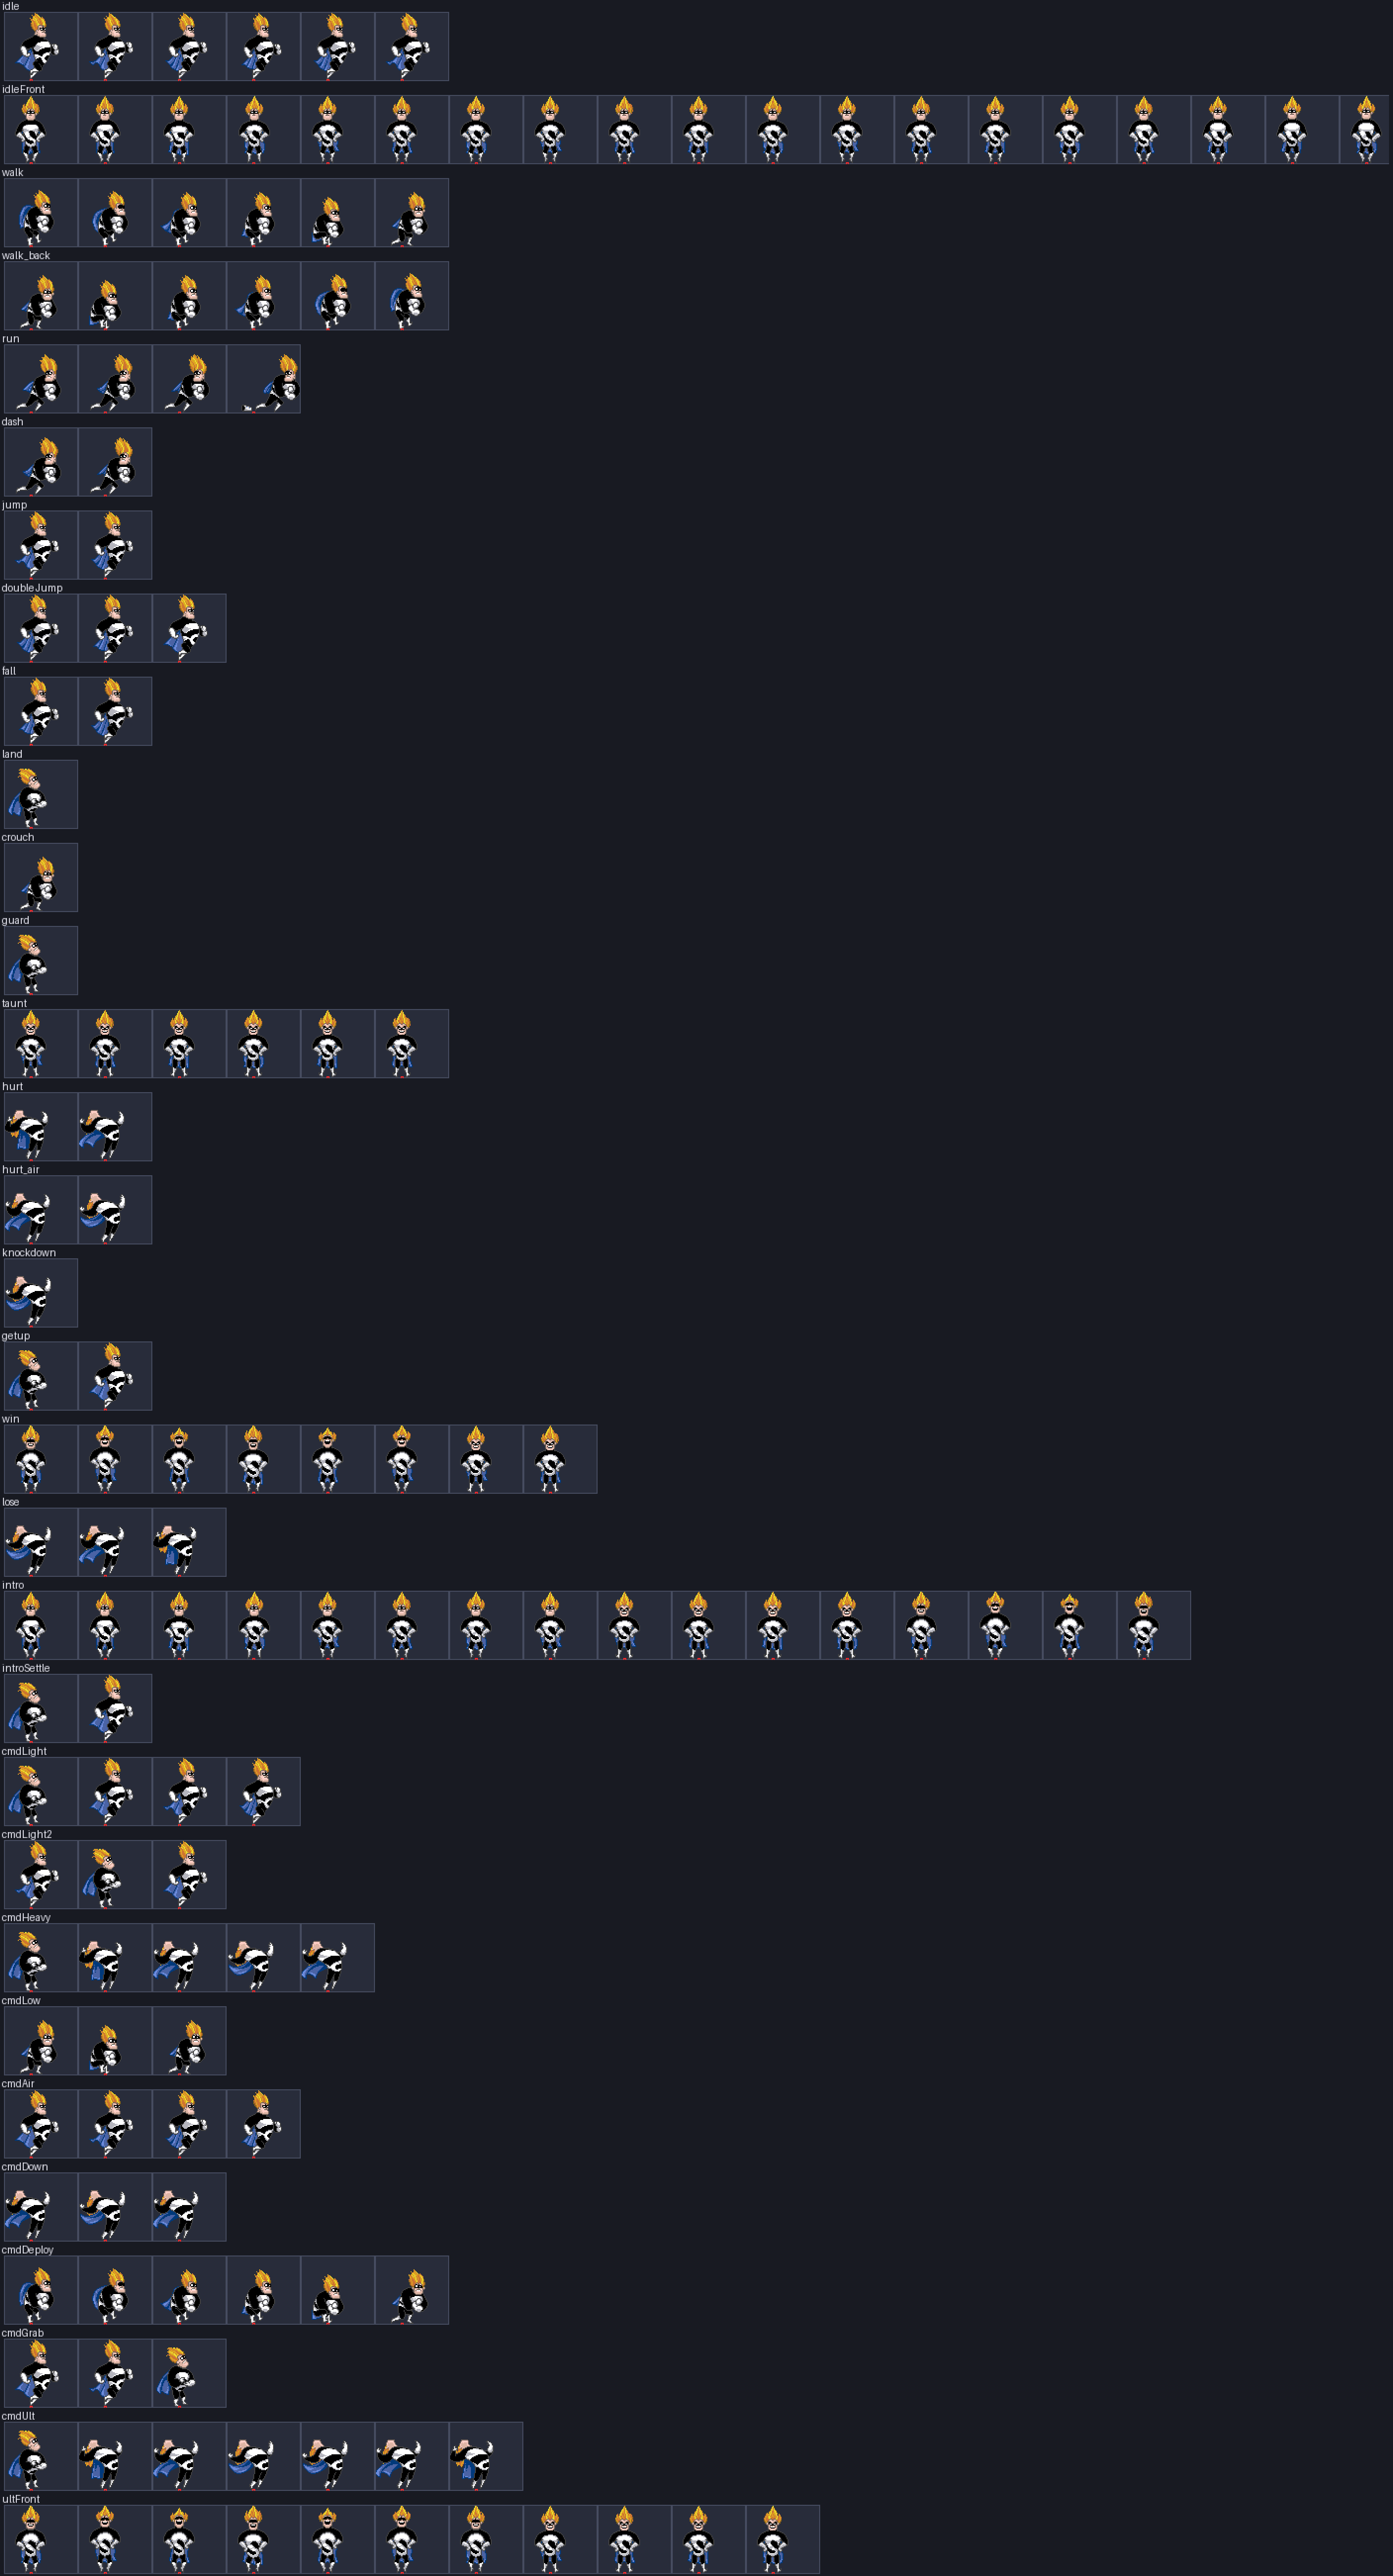 idle
idleFront
walk
walk_back
run
dash
jump
doubleJump
fall
land
crouch
guard
taunt
hurt
hurt_air
knockdown
getup
win
lose
intro
introSettle
cmdLight
cmdLight2
cmdHeavy
cmdLow
cmdAir
cmdDown
cmdDeploy
cmdGrab
cmdUlt
ultFront